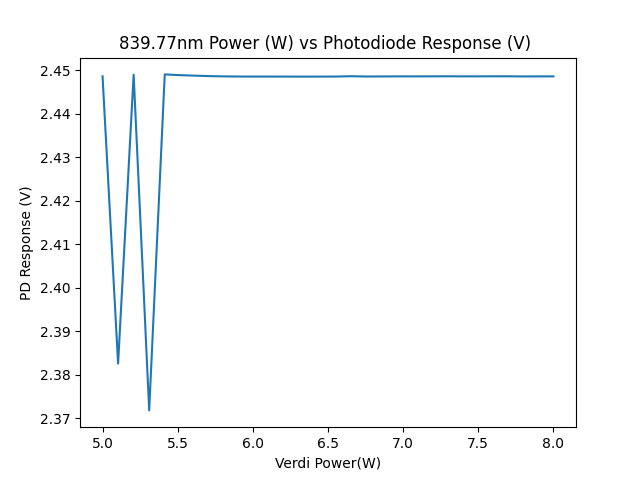 839.77nm Power (W) vs Photodiode Response (V)
2.45
2.44
2.43
2.42
2.41
2.40
2.39
2.38
2.37
PD Response (V)
5.0 5.5 6.0 6.5 7.0 7.5 8.0
Verdi Power(W)